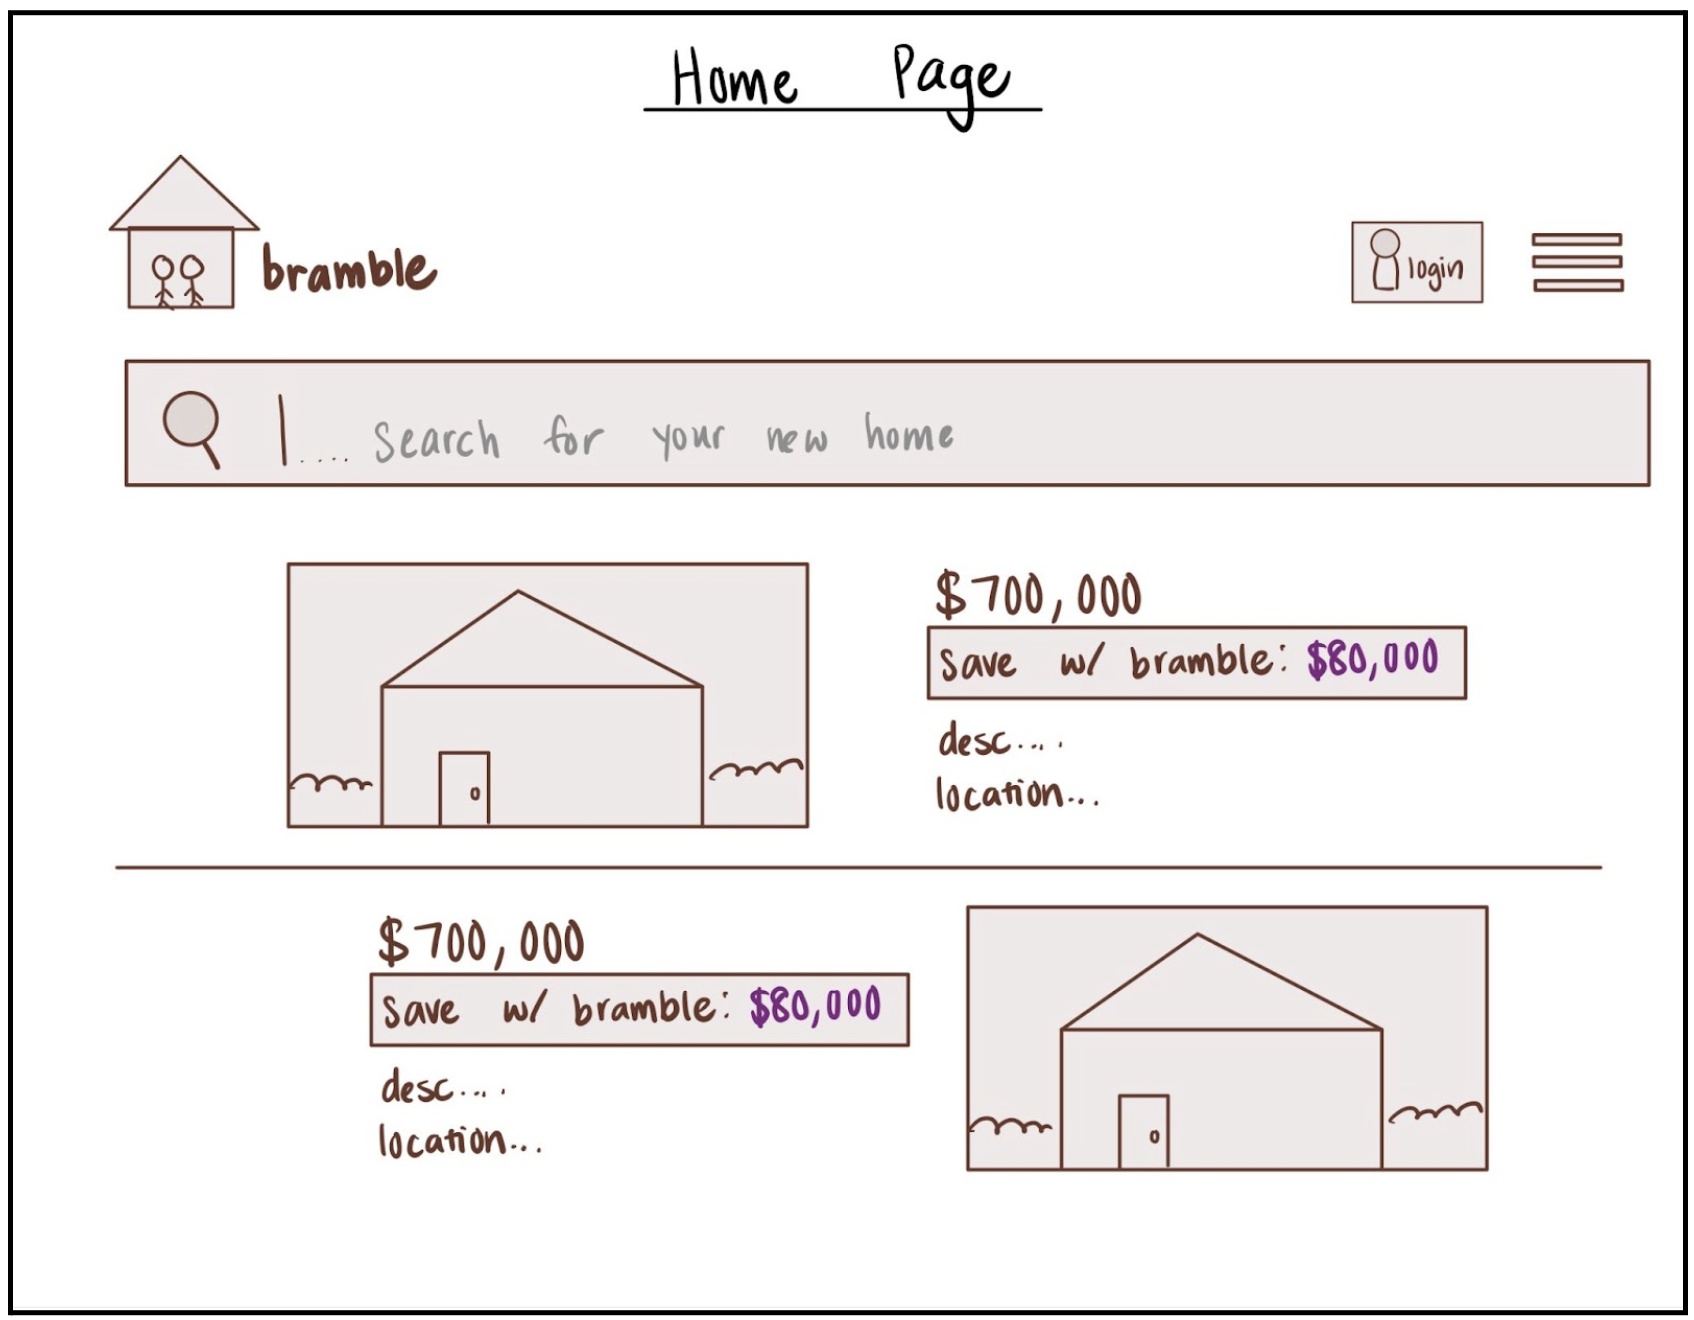 Home Page
bramble
login
.... Search for your new home
$700,000
save w/ bramble: $80,000
desc....
location...
$700,000
save w/ bramble: $80,000
desc....
location...